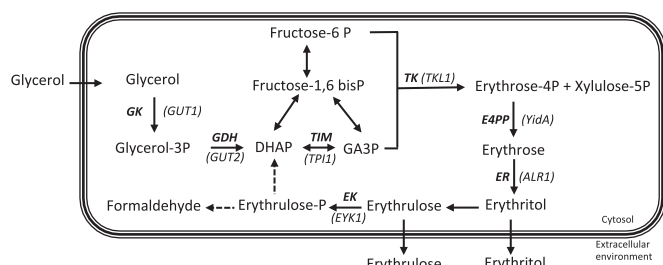 Fructose-6 P
Glycerol
Glycerol
Fructose-1,6 bisP
TK (TKL1)
Erythrose-4P + Xylulose-5P
GK (GUT1)
E4PP (YidA)
Glycerol-3P
GDH
(GUT2)
DHAP
TIM
(TPI1)
GA3P
Erythrose
ER (ALR1)
Formaldehyde
Erythrulose-P
EK
(EYK1)
Erythrulose
Erythritol
Cytosol
Extracellular
environment
Erythrulose
Erythritol